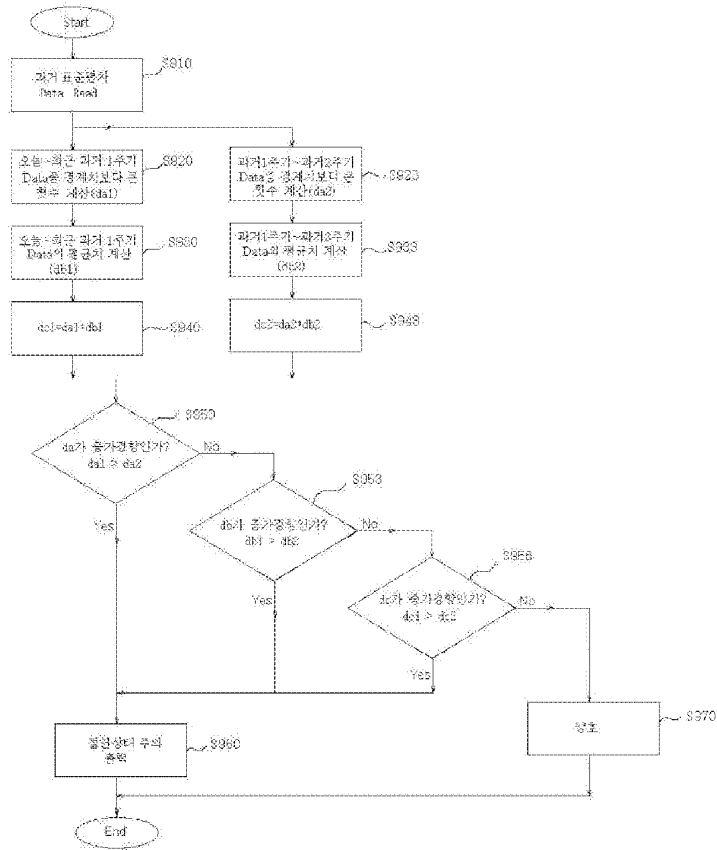 Start
S910
과거 표준편차
Data Read
오늘~최근 과거 1주기
Data중 경계치보다 큰
횟수 계산(da1)
S920
과거1주기~과거2주기
Data중 경계치보다 큰
횟수 계산(da2)
S923
오늘~최근 과거 1주기
Data의 평균치 계산
(db1)
S930
과거1주기~과거2주기
Data의 평균치 계산
(db2)
S933
dc1=da1*db1
S940
dc2=da2*db2
S943
S950
da가 증가경향인가?
da1 > da2
No
Yes
S953
db가 증가경향인가?
db1 > db2
No
Yes
S956
dc가 증가경향인가?
dc1 > dc2
No
Yes
절연상태 주의
출력
S960
양호
S970
End